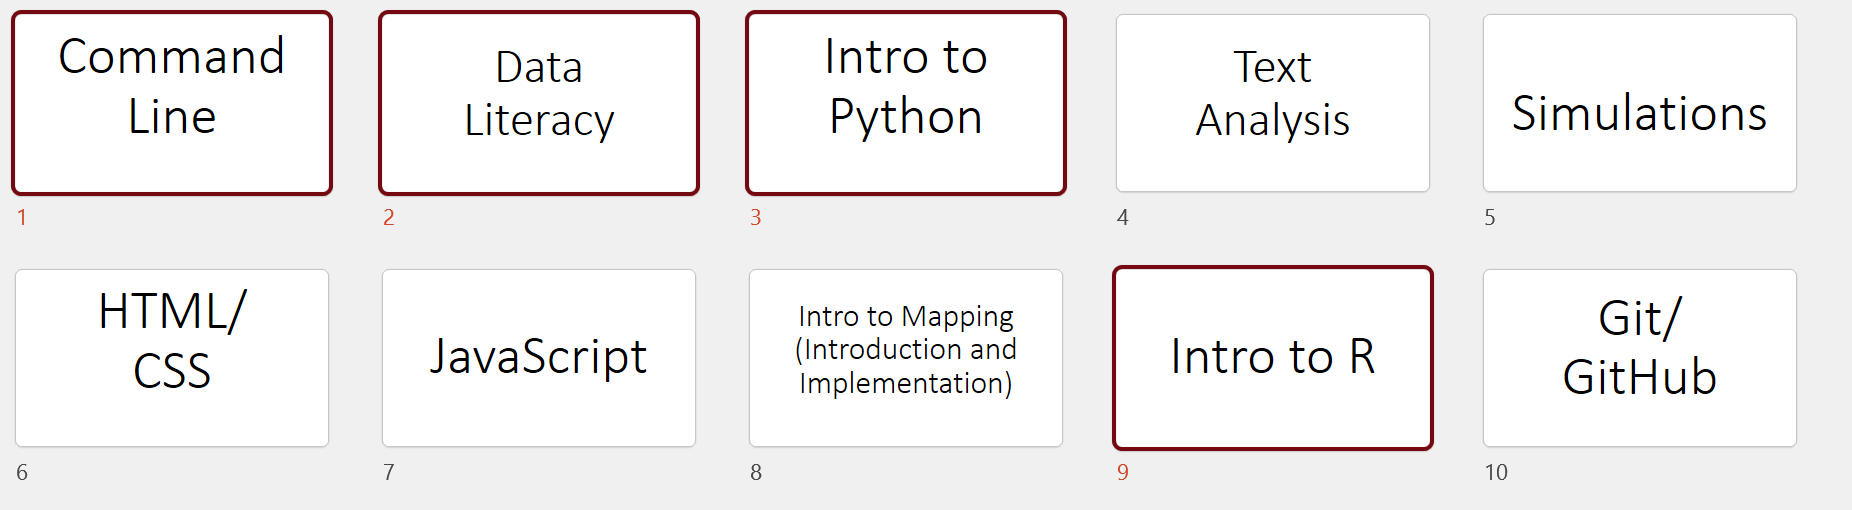 Command
Line
1
Data
Literacy
2
Intro to
Python
3
Text
Analysis
4
Simulations
5
HTML/
CSS
6
JavaScript
7
Intro to Mapping
(Introduction and
Implementation)
8
Intro to R
9
Git/
GitHub
10